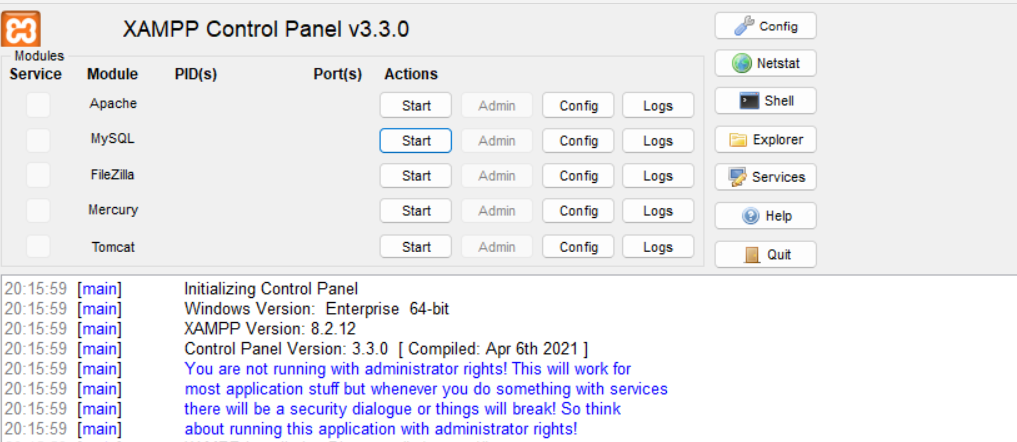 XAMPP Control Panel v3.3.0
Modules
Service Module PID(s) Port(s) Actions
Apache Start Admin Config Logs
MySQL Start Admin Config Logs
FileZilla Start Admin Config Logs
Mercury Start Admin Config Logs
Tomcat Start Admin Config Logs
Config
Netstat
Shell
Explorer
Services
Help
Quit
20:15:59 [main] Initializing Control Panel
20:15:59 [main] Windows Version: Enterprise 64-bit
20:15:59 [main] XAMPP Version: 8.2.12
20:15:59 [main] Control Panel Version: 3.3.0 [ Compiled: Apr 6th 2021 ]
20:15:59 [main] You are not running with administrator rights! This will work for
20:15:59 [main] most application stuff but whenever you do something with services
20:15:59 [main] there will be a security dialogue or things will break! So think
20:15:59 [main] about running this application with administrator rights!